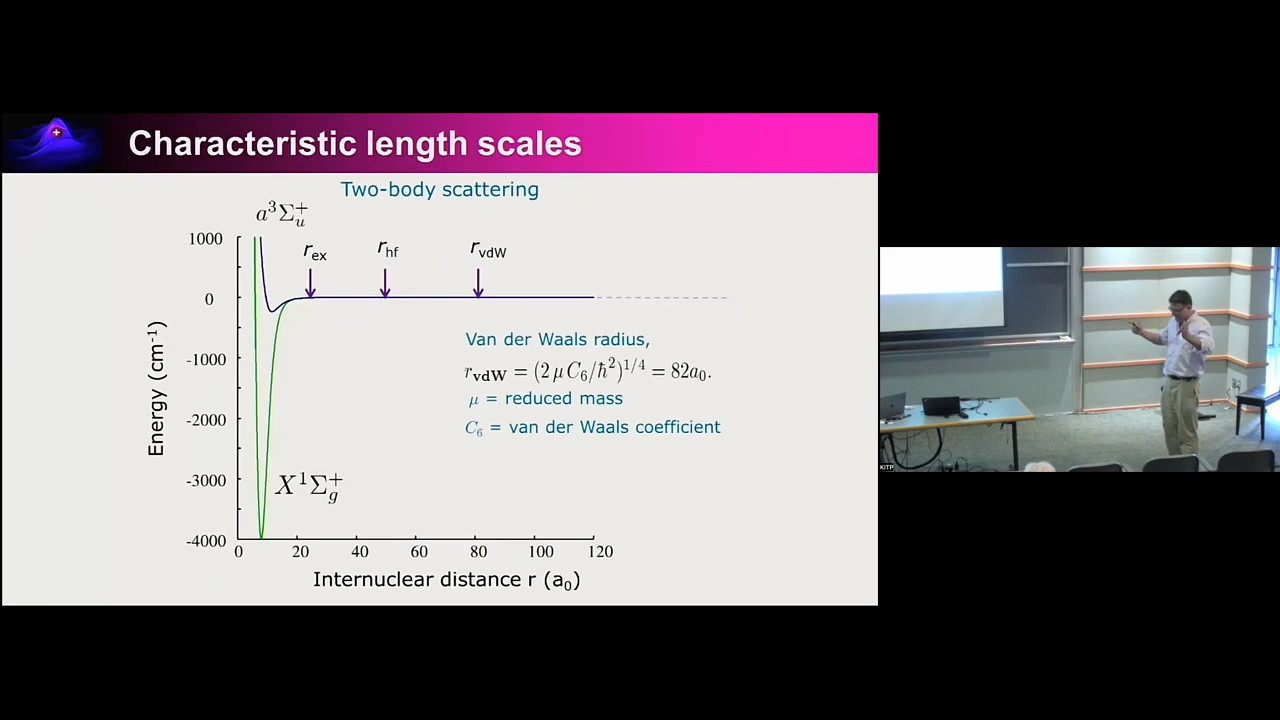 Characteristic length scales
Two-body scattering
a³Σᵤ⁺
r_ex
r_hf
r_vdW
1000
0
-1000
-2000
-3000
-4000
Energy (cm⁻¹)
Van der Waals radius,
r_vdW = (2 μ C₆/ħ²)^{1/4} = 82a₀.
μ = reduced mass
C₆ = van der Waals coefficient
X¹Σ_g⁺
0 20 40 60 80 100 120
Internuclear distance r (a₀)
KITP